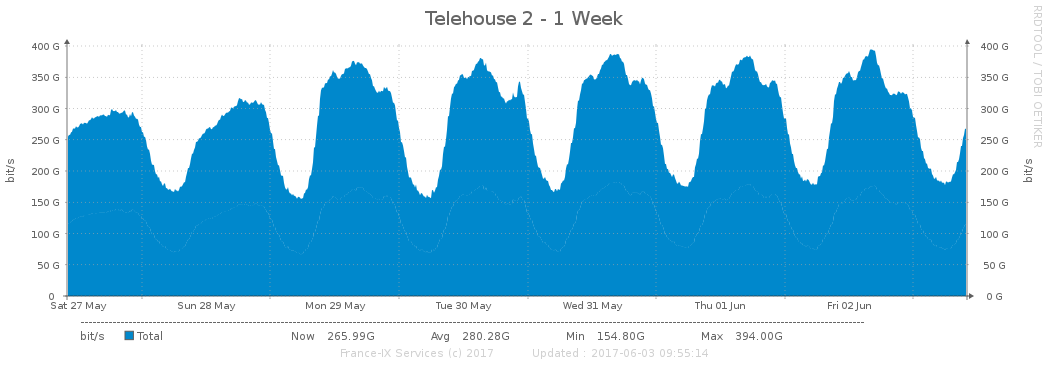 Telehouse 2 - 1 Week
RRDTOOL / TOBI OETIKER
400 G 400 G
350 G 350 G
300 G 300 G
250 G 250 G
200 G 200 G
150 G 150 G
100 G 100 G
50 G 50 G
0 0 G
bit/s
bit/s
Sat 27 May Sun 28 May Mon 29 May Tue 30 May Wed 31 May Thu 01 Jun Fri 02 Jun
bit/s Total Now 265.99G Avg 280.28G Min 154.80G Max 394.00G
France-IX Services (c) 2017 Updated : 2017-06-03 09:55:14